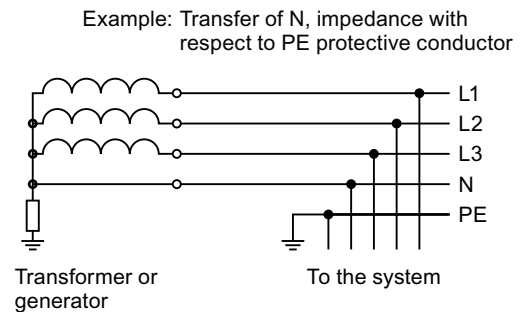 Example: Transfer of N, impedance with
respect to PE protective conductor
L1
L2
L3
N
PE
Transformer or
generator
To the system